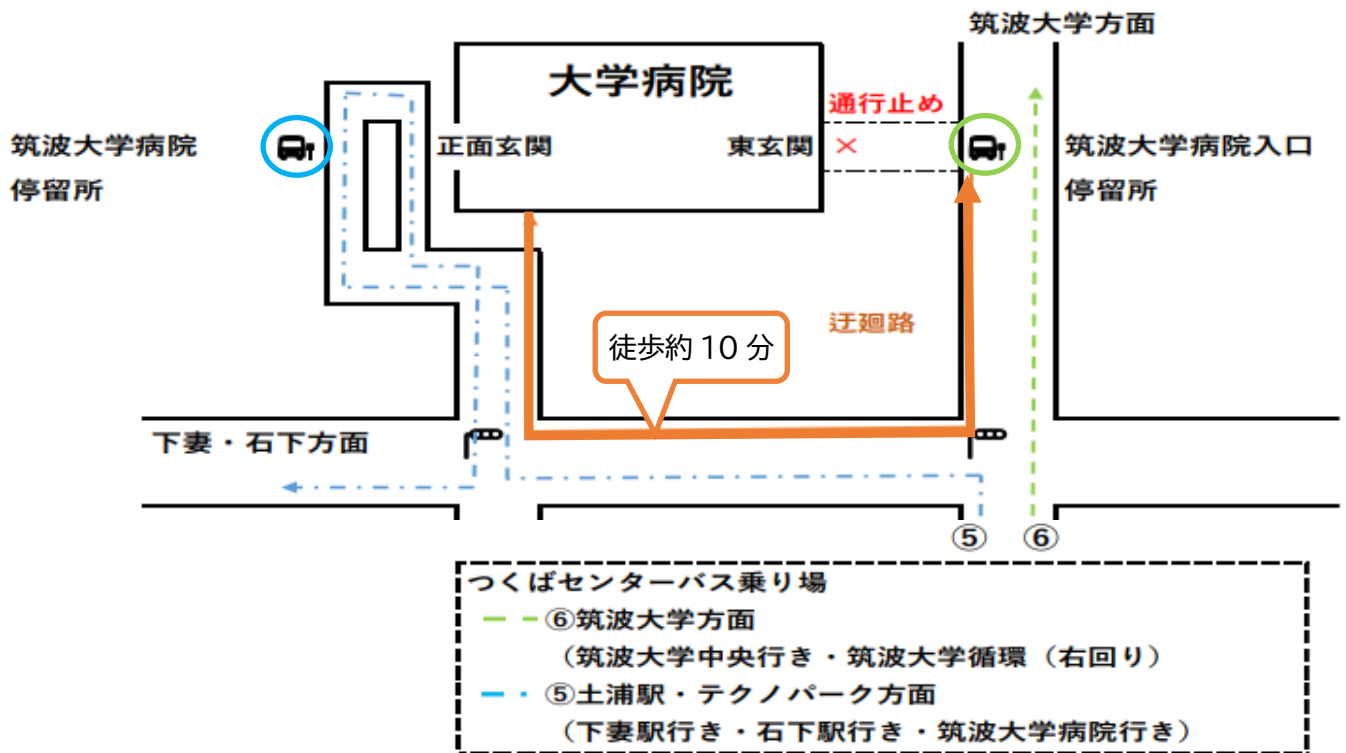 筑波大学方面
大学病院
通行止め
筑波大学病院
停留所
正面玄関
東玄関
×
筑波大学病院入口
停留所
迂廻路
徒歩約 10 分
下妻・石下方面
⑤
⑥
つくばセンターバス乗り場
⑥筑波大学方面
(筑波大学中央行き・筑波大学循環(右回り)
⑤土浦駅・テクノパーク方面
(下妻駅行き・石下駅行き・筑波大学病院行き)